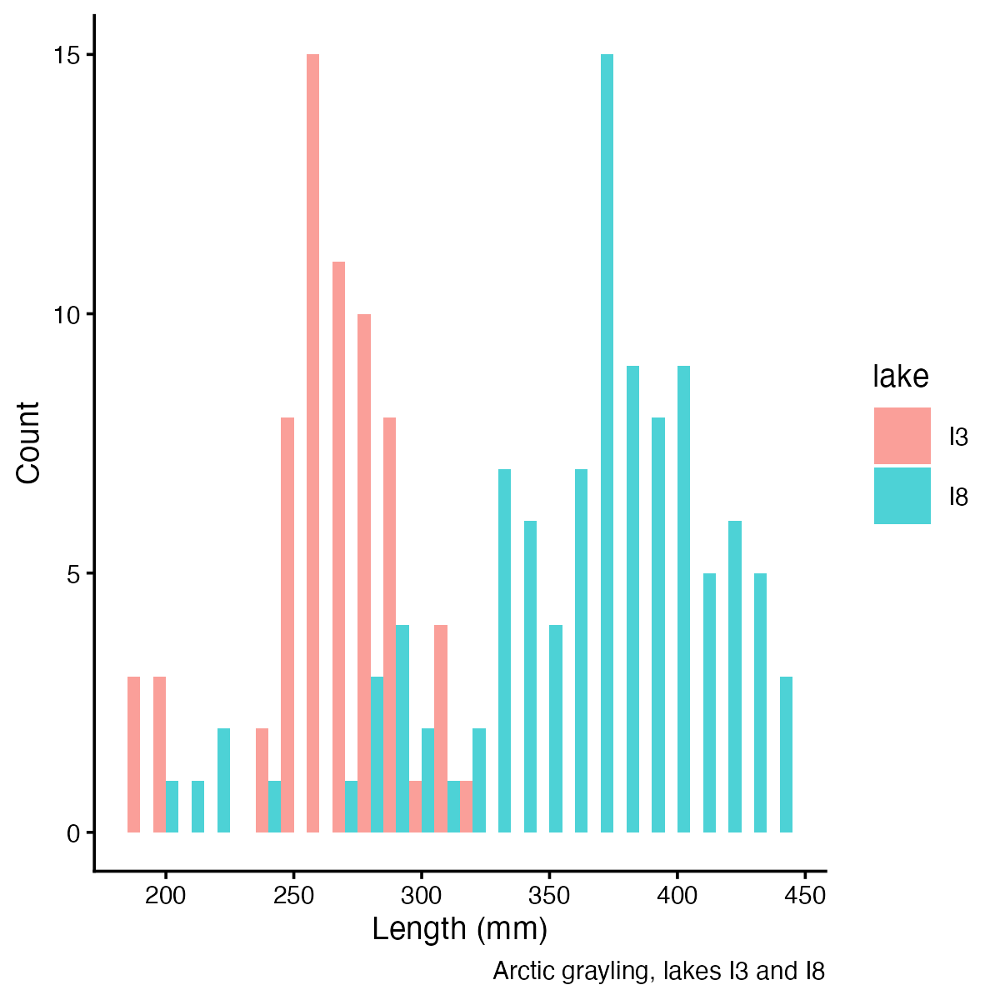 15
10
5
0
Count
200 250 300 350 400 450
Length (mm)
Arctic grayling, lakes I3 and I8
lake
I3
I8